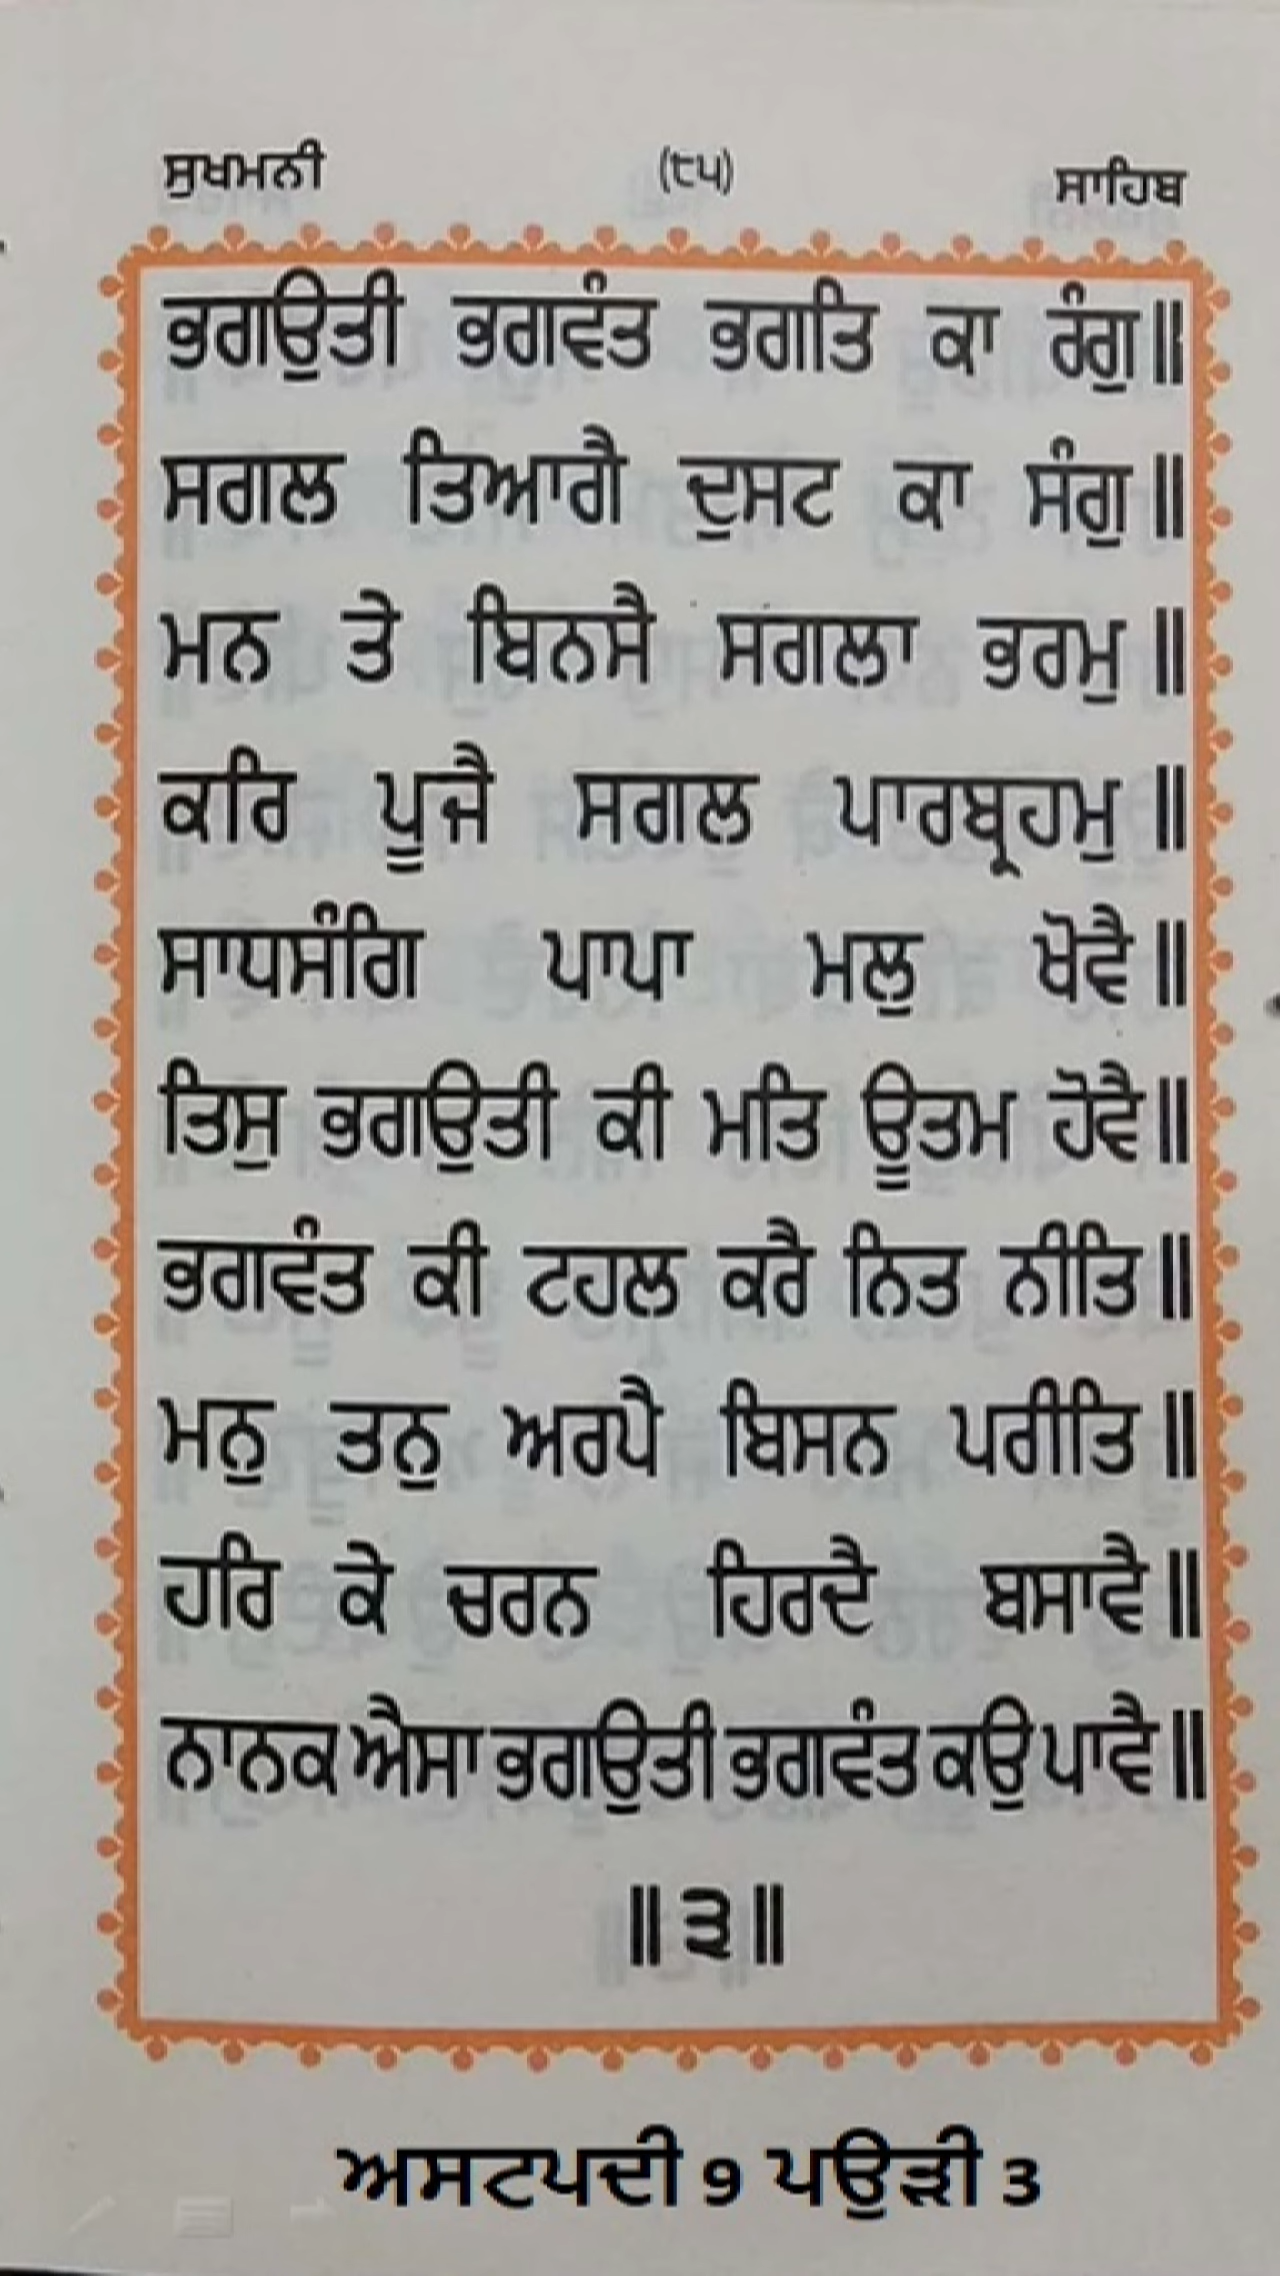 ਸੁਖਮਨੀ (੯੫) ਸਾਹਿਬ
ਭਗਉਤੀ ਭਗਵੰਤ ਭਗਤਿ ਕਾ ਰੰਗੁ॥
ਸਗਲ ਤਿਆਗੈ ਦੁਸਟ ਕਾ ਸੰਗੁ॥
ਮਨ ਤੇ ਬਿਨਸੈ ਸਗਲਾ ਭਰਮੁ॥
ਕਰਿ ਪੂਜੈ ਸਗਲ ਪਾਰਬ੍ਰਹਮੁ॥
ਸਾਧਸੰਗਿ ਪਾਪਾ ਮਲੁ ਖੋਵੈ॥
ਤਿਸੁ ਭਗਉਤੀ ਕੀ ਮਤਿ ਊਤਮ ਹੋਵੈ॥
ਭਗਵੰਤ ਕੀ ਟਹਲ ਕਰੈ ਨਿਤ ਨੀਤਿ॥
ਮਨੁ ਤਨੁ ਅਰਪੈ ਬਿਸਨ ਪਰੀਤਿ॥
ਹਰਿ ਕੇ ਚਰਨ ਹਿਰਦੈ ਬਸਾਵੈ॥
ਨਾਨਕ ਐਸਾ ਭਗਉਤੀ ਭਗਵੰਤ ਕਉ ਪਾਵੈ॥
॥੩॥
ਅਸਟਪਦੀ 9 ਪਉੜੀ 3